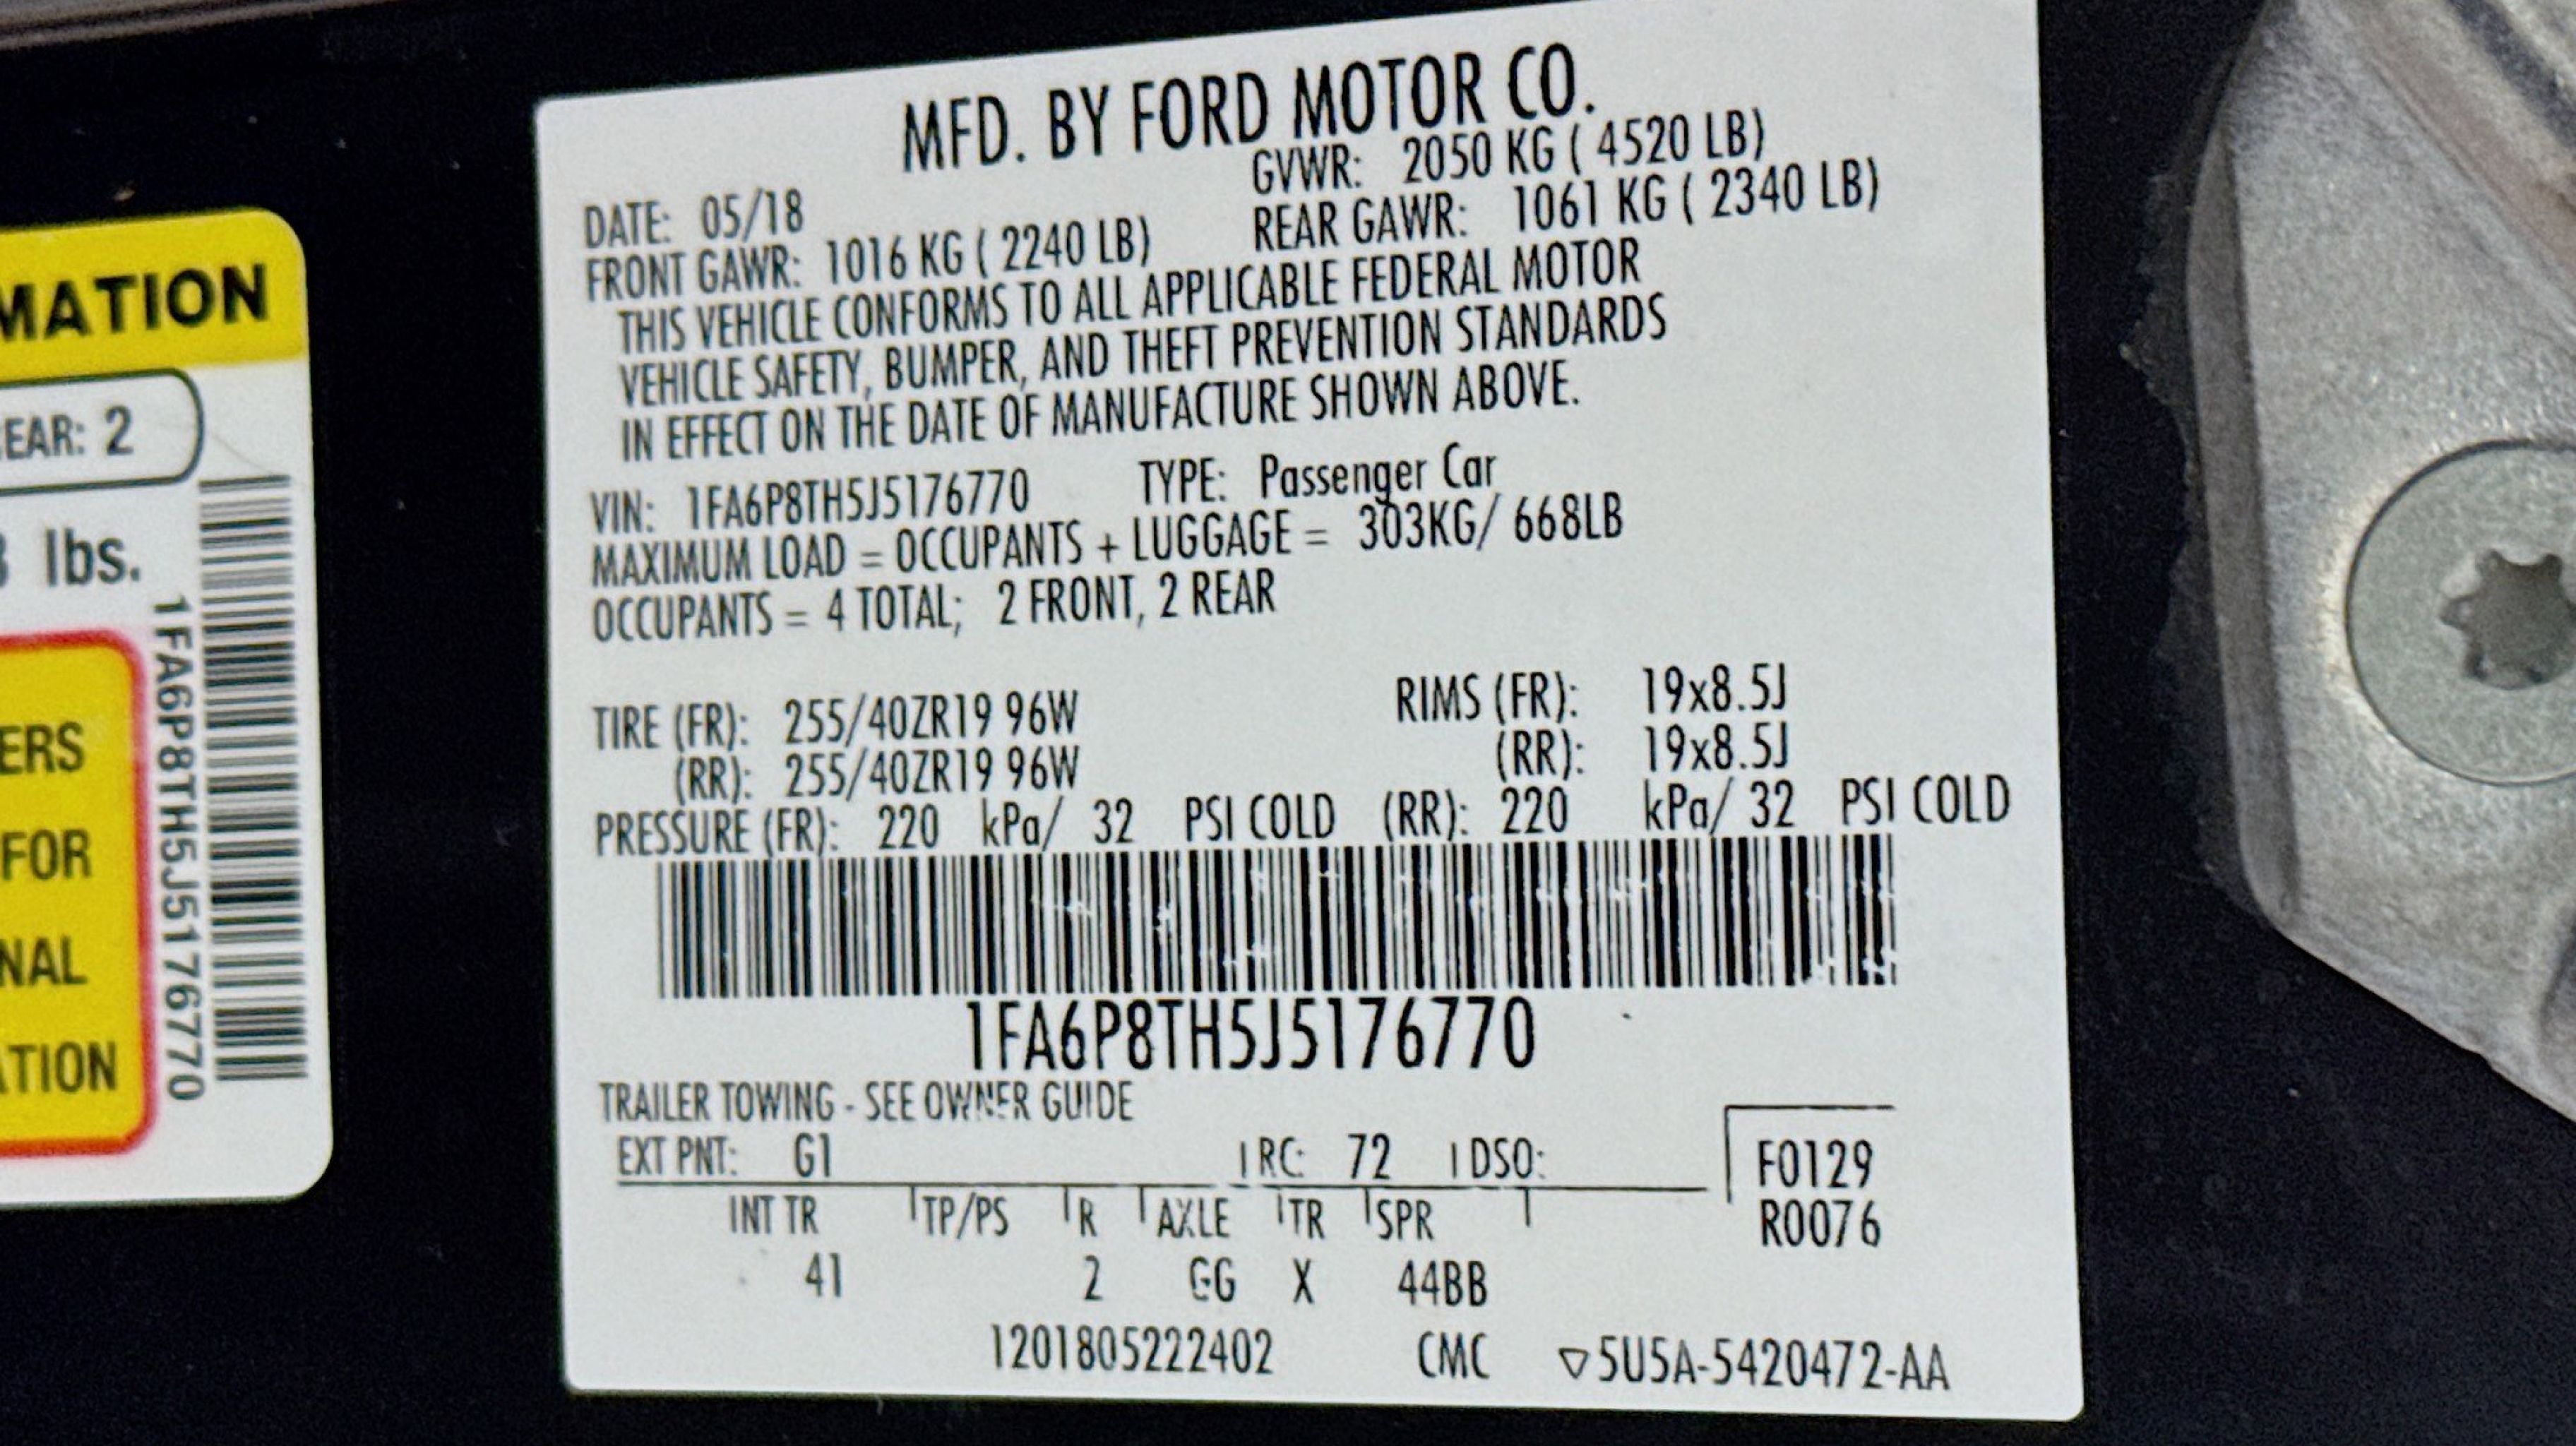 MATION
EAR: 2
lbs.
ERS
FOR
NAL
ATION
1FA6P8TH5J5176770
MFD. BY FORD MOTOR CO.
DATE: 05/18 GVWR: 2050 KG ( 4520 LB)
FRONT GAWR: 1016 KG ( 2240 LB) REAR GAWR: 1061 KG ( 2340 LB)
THIS VEHICLE CONFORMS TO ALL APPLICABLE FEDERAL MOTOR
VEHICLE SAFETY, BUMPER, AND THEFT PREVENTION STANDARDS
IN EFFECT ON THE DATE OF MANUFACTURE SHOWN ABOVE.
VIN: 1FA6P8TH5J5176770 TYPE: Passenger Car
MAXIMUM LOAD = OCCUPANTS + LUGGAGE = 303KG/ 668LB
OCCUPANTS = 4 TOTAL; 2 FRONT, 2 REAR
TIRE (FR): 255/40ZR19 96W RIMS (FR): 19x8.5J
(RR): 255/40ZR19 96W (RR): 19x8.5J
PRESSURE (FR): 220 kPa/ 32 PSI COLD (RR): 220 kPa/ 32 PSI COLD
1FA6P8TH5J5176770
TRAILER TOWING - SEE OWNER GUIDE
EXT PNT: G1 RC: 72 DSO: F0129
INT TR TP/PS R AXLE TR SPR R0076
41 2 GG X 44BB
1201805222402 CMC ▽5U5A-5420472-AA